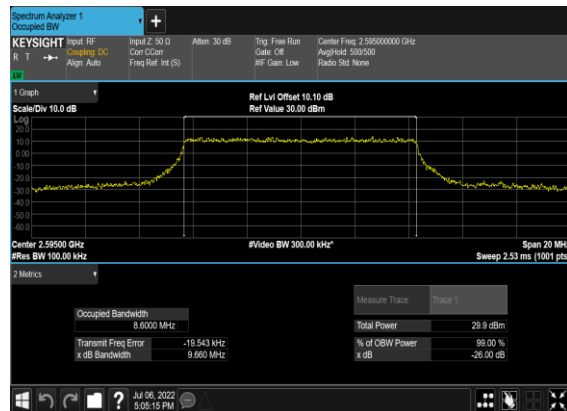 Spectrum Analyzer 1
Occupied BW
KEYSIGHT
R T
Input: RF
Coupling: DC
Align: Auto
Input Z: 50 Ω
Corr CCorr
Freq Ref: Int (S)
Atten: 30 dB
Trig: Free Run
Gate: Off
#IF Gain: Low
Center Freq: 2.595000000 GHz
Avg|Hold: 500/500
Radio Std: None
1 Graph
Scale/Div 10.0 dB
Ref Lvl Offset 10.10 dB
Ref Value 30.00 dBm
Log
20.0
10.0
0.00
-10.0
-20.0
-30.0
-40.0
-50.0
-60.0
Center 2.59500 GHz
#Res BW 100.00 kHz
#Video BW 300.00 kHz*
Span 20 MHz
Sweep 2.53 ms (1001 pts
2 Metrics
Measure Trace
Trace 1
Occupied Bandwidth
8.6000 MHz
Total Power
29.9 dBm
Transmit Freq Error
-19.543 kHz
% of OBW Power
99.00 %
x dB Bandwidth
9.660 MHz
x dB
-26.00 dB
?
Jul 06, 2022
5:05:15 PM